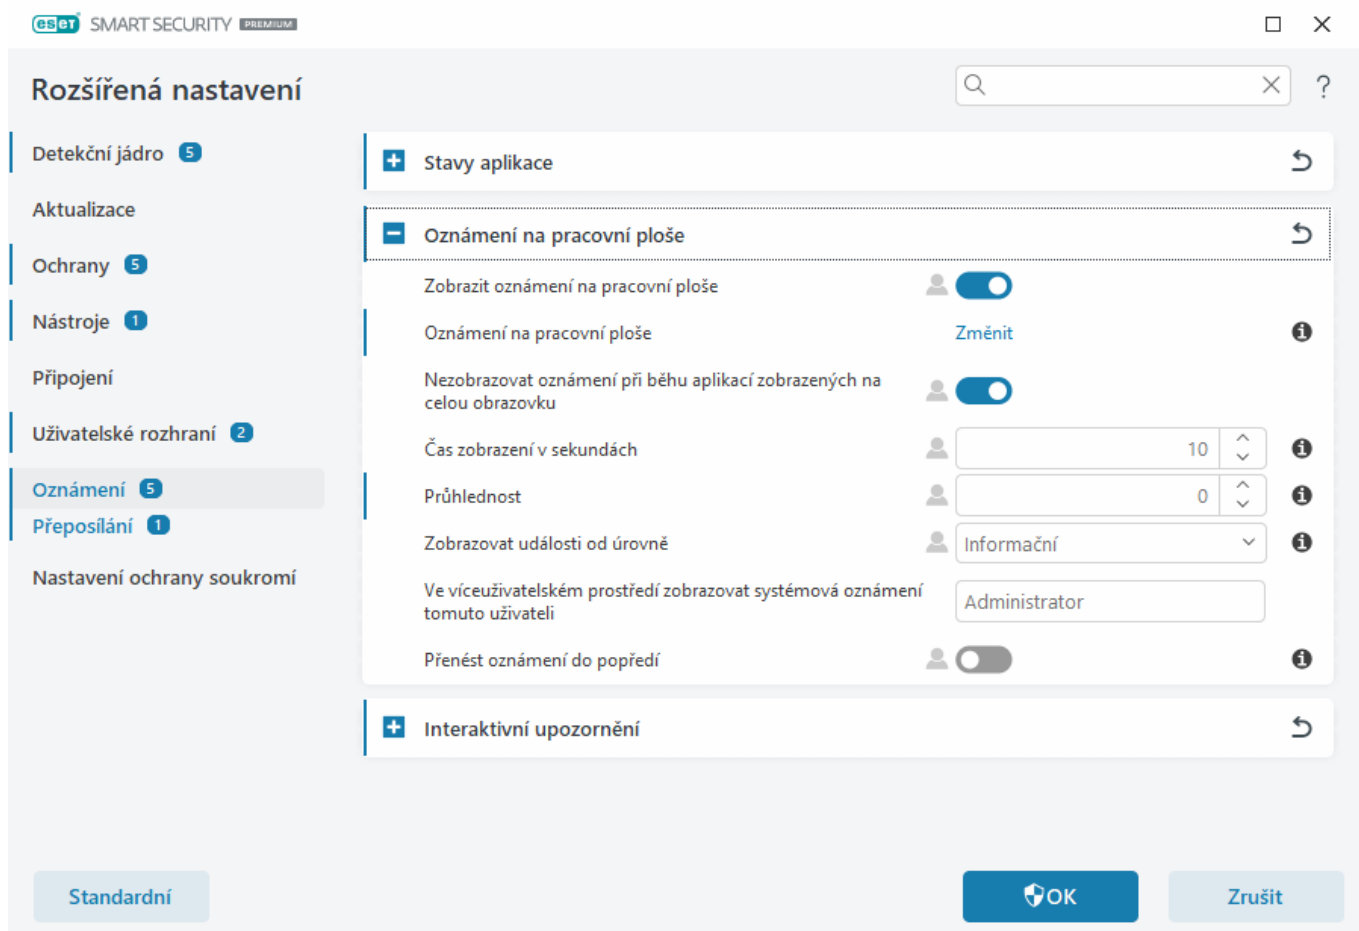 eset SMART SECURITY PREMIUM
Rozšířená nastavení
?
Detekční jádro 5
Aktualizace
Ochrany 5
Nástroje 1
Připojení
Uživatelské rozhraní 2
Oznámení 5
Přeposílání 1
Nastavení ochrany soukromí
Stavy aplikace
Oznámení na pracovní ploše
Zobrazit oznámení na pracovní ploše
Oznámení na pracovní ploše Změnit
Nezobrazovat oznámení při běhu aplikací zobrazených na
celou obrazovku
Čas zobrazení v sekundách 10
Průhlednost 0
Zobrazovat události od úrovně Informační
Ve víceuživatelském prostředí zobrazovat systémová oznámení
tomuto uživateli
Administrator
Přenést oznámení do popředí
Interaktivní upozornění
Standardní
OK
Zrušit